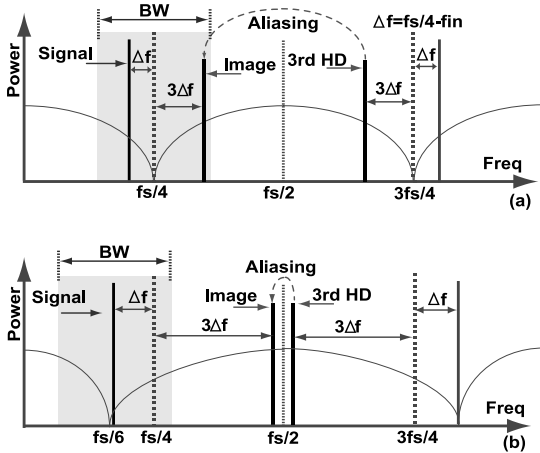 BW
Aliasing
Δf=fs/4-fin
Signal
Δf
Image
3rd HD
Δf
3Δf
3Δf
Power
Freq
fs/4
fs/2
3fs/4
(a)
BW
Aliasing
Signal
Δf
Image
3rd HD
Δf
3Δf
3Δf
Power
Freq
fs/6
fs/4
fs/2
3fs/4
(b)